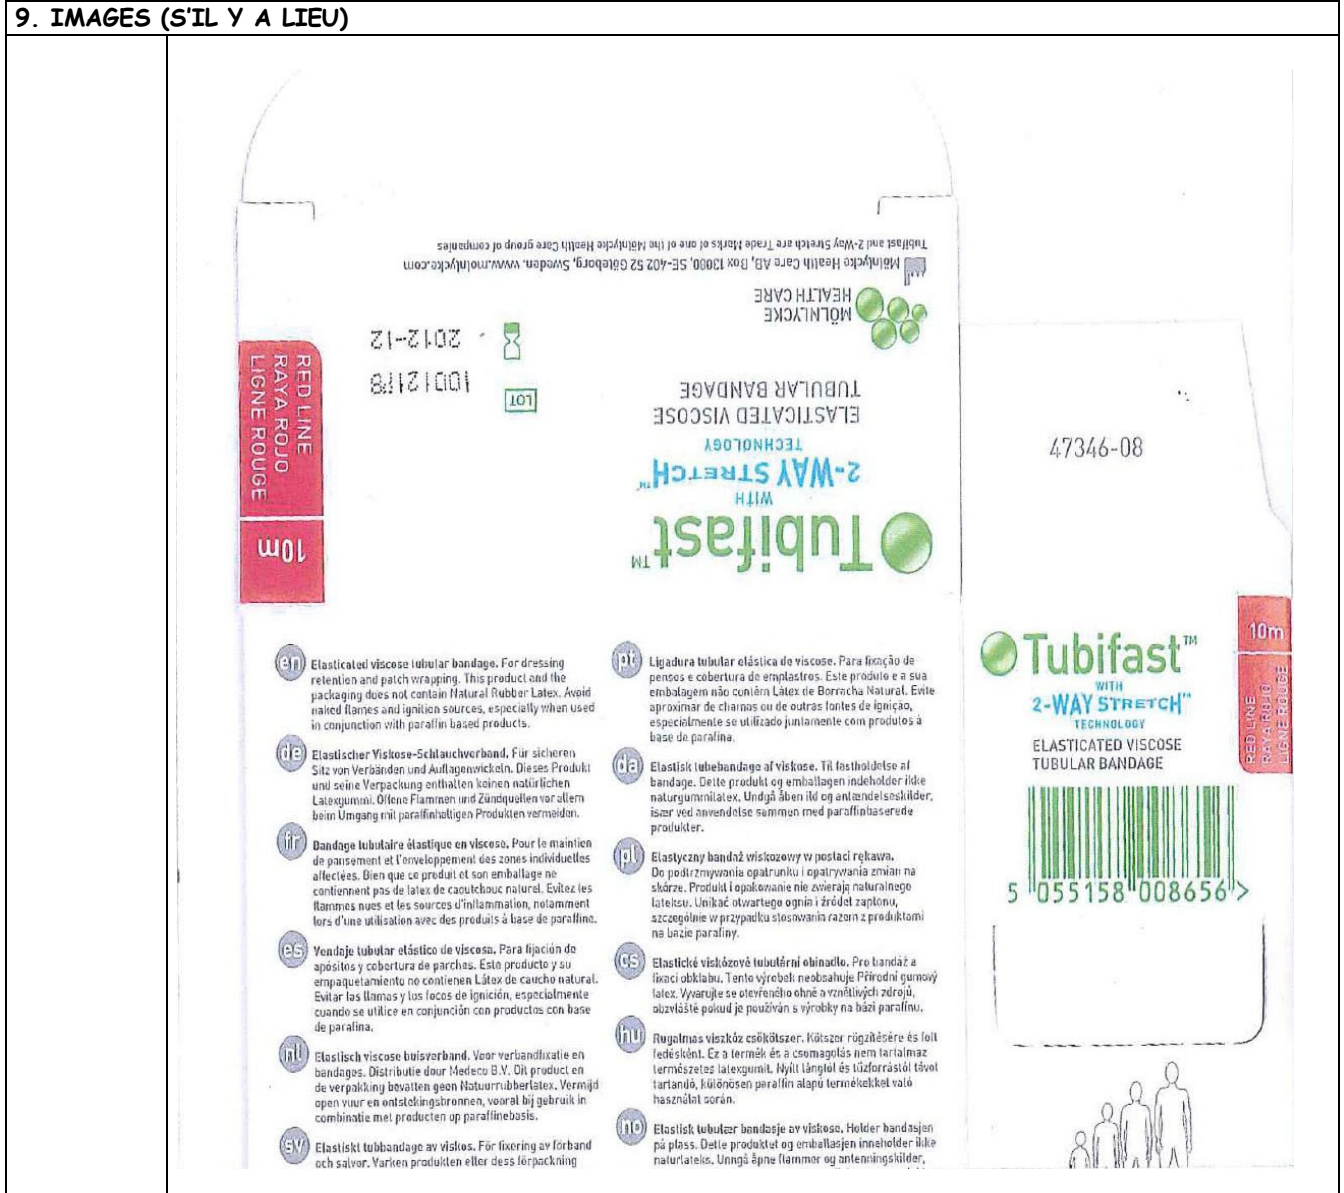 9. IMAGES (S'IL Y A LIEU)
Tubifast and 2-Way Stretch are Trade Marks of one of the Mölnlycke Health Care group of companies
Mölnlycke Health Care AB, Box 13080, SE-402 52 Göteborg, Sweden. www.molnlycke.com
MÖLNLYCKE
HEALTH CARE
2012-12
LOT
ELASTICATED VISCOSE
TUBULAR BANDAGE
Tubifast™
WITH
2-WAY STRETCH™
TECHNOLOGY
RED LINE
RAYA ROJO
LIGNE ROUGE
10m
47346-08
en Elasticated viscose tubular bandage. For dressing
retention and patch wrapping. This product and the
packaging does not contain Natural Rubber Latex. Avoid
naked flames and ignition sources, especially when used
in conjunction with paraffin based products.
de Elastischer Viskose-Schlauchverband. Für sicheren
Sitz von Verbänden und Auflagenwickeln. Dieses Produkt
und seine Verpackung enthalten keinen natürlichen
Latexgummi. Offene Flammen und Zündquellen vor allem
beim Umgang mit paraffinhaltigen Produkten vermeiden.
fr Bandage tubulaire élastique en viscose. Pour le maintien
de pansement et l'enveloppement des zones individuelles
affectées. Bien que ce produit et son emballage ne
contiennent pas de latex de caoutchouc naturel. Evitez les
flammes nues et les sources d'inflammation, notamment
lors d'une utilisation avec des produits à base de paraffine.
es Vendaje tubular elástico de viscosa. Para fijación de
apósitos y cobertura de parches. Este producto y su
empaquetamiento no contienen Látex de caucho natural.
Evitar las llamas y los focos de ignición, especialmente
cuando se utilice en conjunción con productos con base
de parafina.
nl Elastisch viscose buisverband. Voor verbandfixatie en
bandages. Distributie door Medeco B.V. Dit product en
de verpakking bevatten geen Natuurrubberlatex. Vermijd
open vuur en ontstekingsbronnen, vooral bij gebruik in
combinatie met producten op paraffinebasis.
sv Elastiskt tubbandage av viskos. För fixering av förband
och salvor. Varken produkten eller dess förpackning
pt Ligadura tubular elástica de viscose. Para fixação de
pensos e cobertura de emplastros. Este produto e a sua
embalagem não contêm Látex de Borracha Natural. Evite
aproximar de chamas ou de outras fontes de ignição,
especialmente se utilizado juntamente com produtos à
base de parafina.
da Elastisk tubebandage af viskose. Til fastholdelse af
bandage. Dette produkt og emballagen indeholder ikke
naturgummilatex. Undgå åben ild og antændelseskilder,
især ved anvendelse sammen med paraffinbaserede
produkter.
pl Elastyczny bandaż wiskozowy w postaci rękawa.
Do podtrzymywania opatrunku i opatrywania zmian na
skórze. Produkt i opakowanie nie zwierają naturalnego
lateksu. Unikać otwartego ognia i źródeł zapłonu,
szczególnie w przypadku stosowania razem z produktami
na bazie parafiny.
cs Elastické viskózové tubulární obinadlo. Pro bandáž a
fixaci obkladu. Tento výrobek neobsahuje Přírodní gumový
latex. Vyvarujte se otevřeného ohně a vznětlivých zdrojů,
obzvláště pokud je používán s výrobky na bázi parafínu.
hu Rugalmas viszkóz csőkötszer. Kötszer rögzítésére és folt
fedésként. Ez a termék és a csomagolás nem tartalmaz
természetes latexgumit. Nyílt lángtól és tűzforrástól távol
tartandó, különösen paraffin alapú termékekkel való
használat során.
no Elastisk tubulær bandasje av viskose. Holder bandasjen
på plass. Dette produktet og emballasjen inneholder ikke
naturlateks. Unngå åpne flammer og antenningskilder,
Tubifast™
WITH
2-WAY STRETCH™
TECHNOLOGY
ELASTICATED VISCOSE
TUBULAR BANDAGE
10m
RED LINE
RAYA ROJO
LIGNE ROUGE
5 055158 008656 >